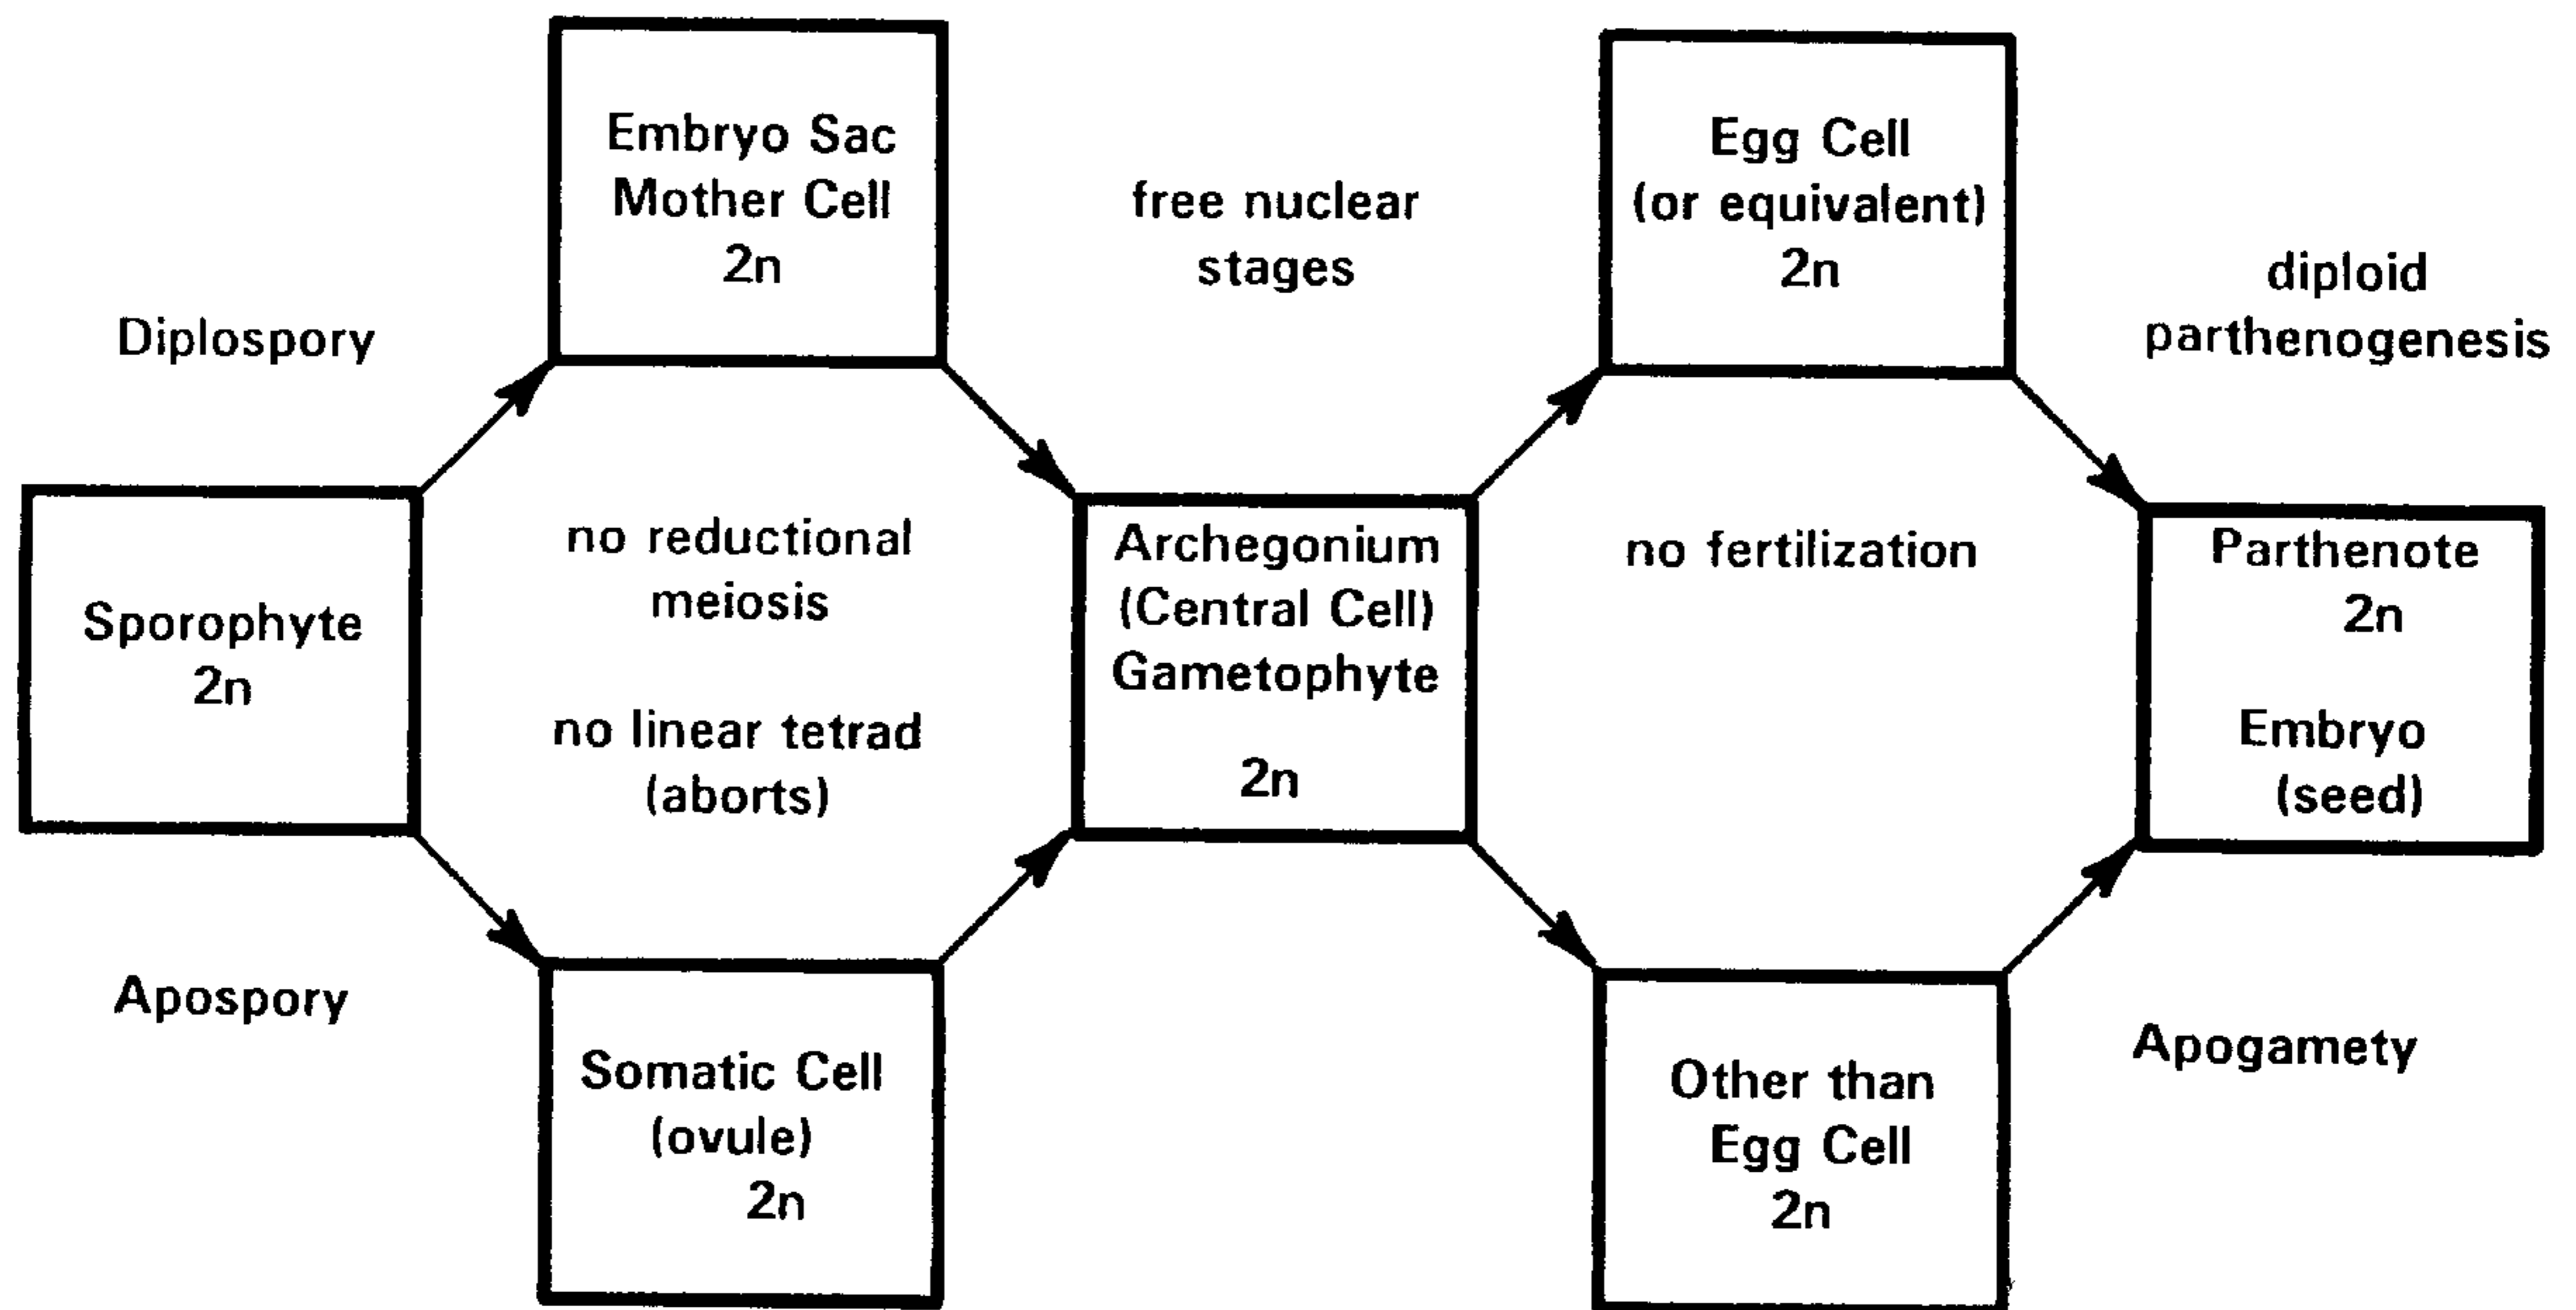 Embryo Sac
Mother Cell
2n
Egg Cell
(or equivalent)
2n
free nuclear
stages
diploid
parthenogenesis
Diplospory
no reductional
meiosis
no linear tetrad
(aborts)
Sporophyte
2n
Archegonium
(Central Cell)
Gametophyte
2n
no fertilization
Parthenote
2n
Embryo
(seed)
Apospory
Somatic Cell
(ovule)
2n
Other than
Egg Cell
2n
Apogamety